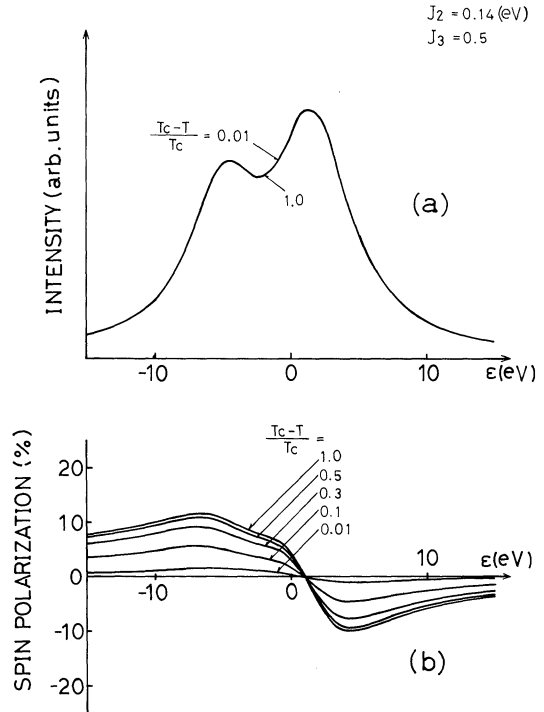 J₂ = 0.14 (eV)
J₃ = 0.5
INTENSITY (arb. units)
Tc-T
Tc
= 0.01
1.0
(a)
-10
0
10
ε(eV)
SPIN POLARIZATION (%)
Tc-T
Tc
=
1.0
0.5
0.3
0.1
0.01
20
10
0
-10
-20
-10
0
10
ε(eV)
(b)